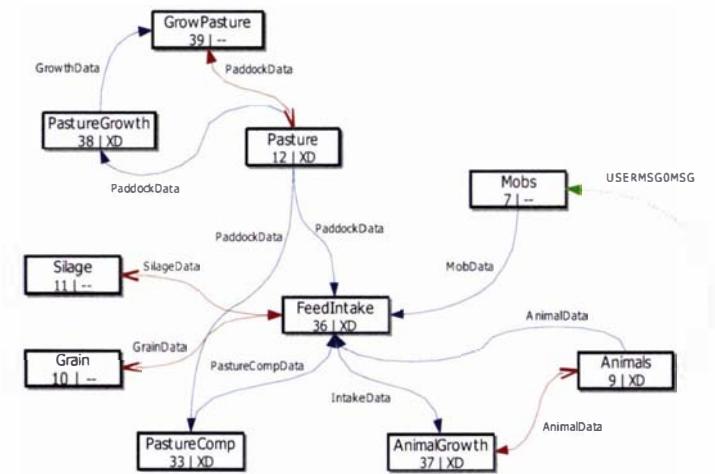 GrowPasture
39 | --
GrowthData
PaddockData
PastureGrowth
38 | XD
Pasture
12 | XD
PaddockData
Mobs
7 | --
USERMSG0MSG
PaddockData
PaddockData
Silage
11 | --
SilageData
MobData
FeedIntake
36 | XD
AnimalData
GrainData
Grain
10 | --
PastureCompData
Animals
9 | XD
IntakeData
AnimalData
PastureComp
33 | XD
AnimalGrowth
37 | XD